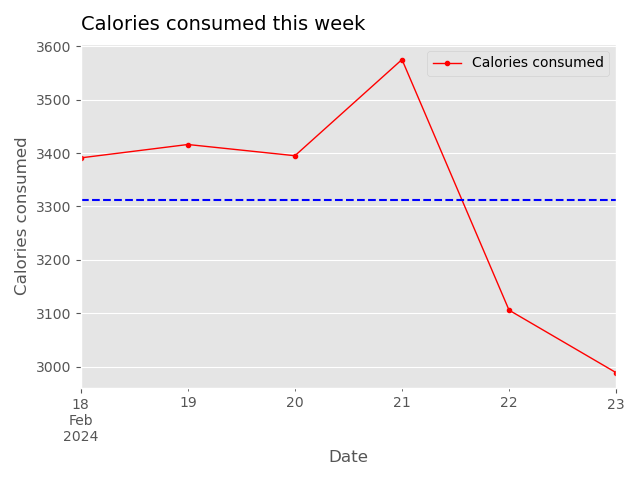 Calories consumed this week
Calories consumed
3600
3500
3400
3300
3200
3100
3000
Calories consumed
18 19 20 21 22 23
Feb
2024
Date